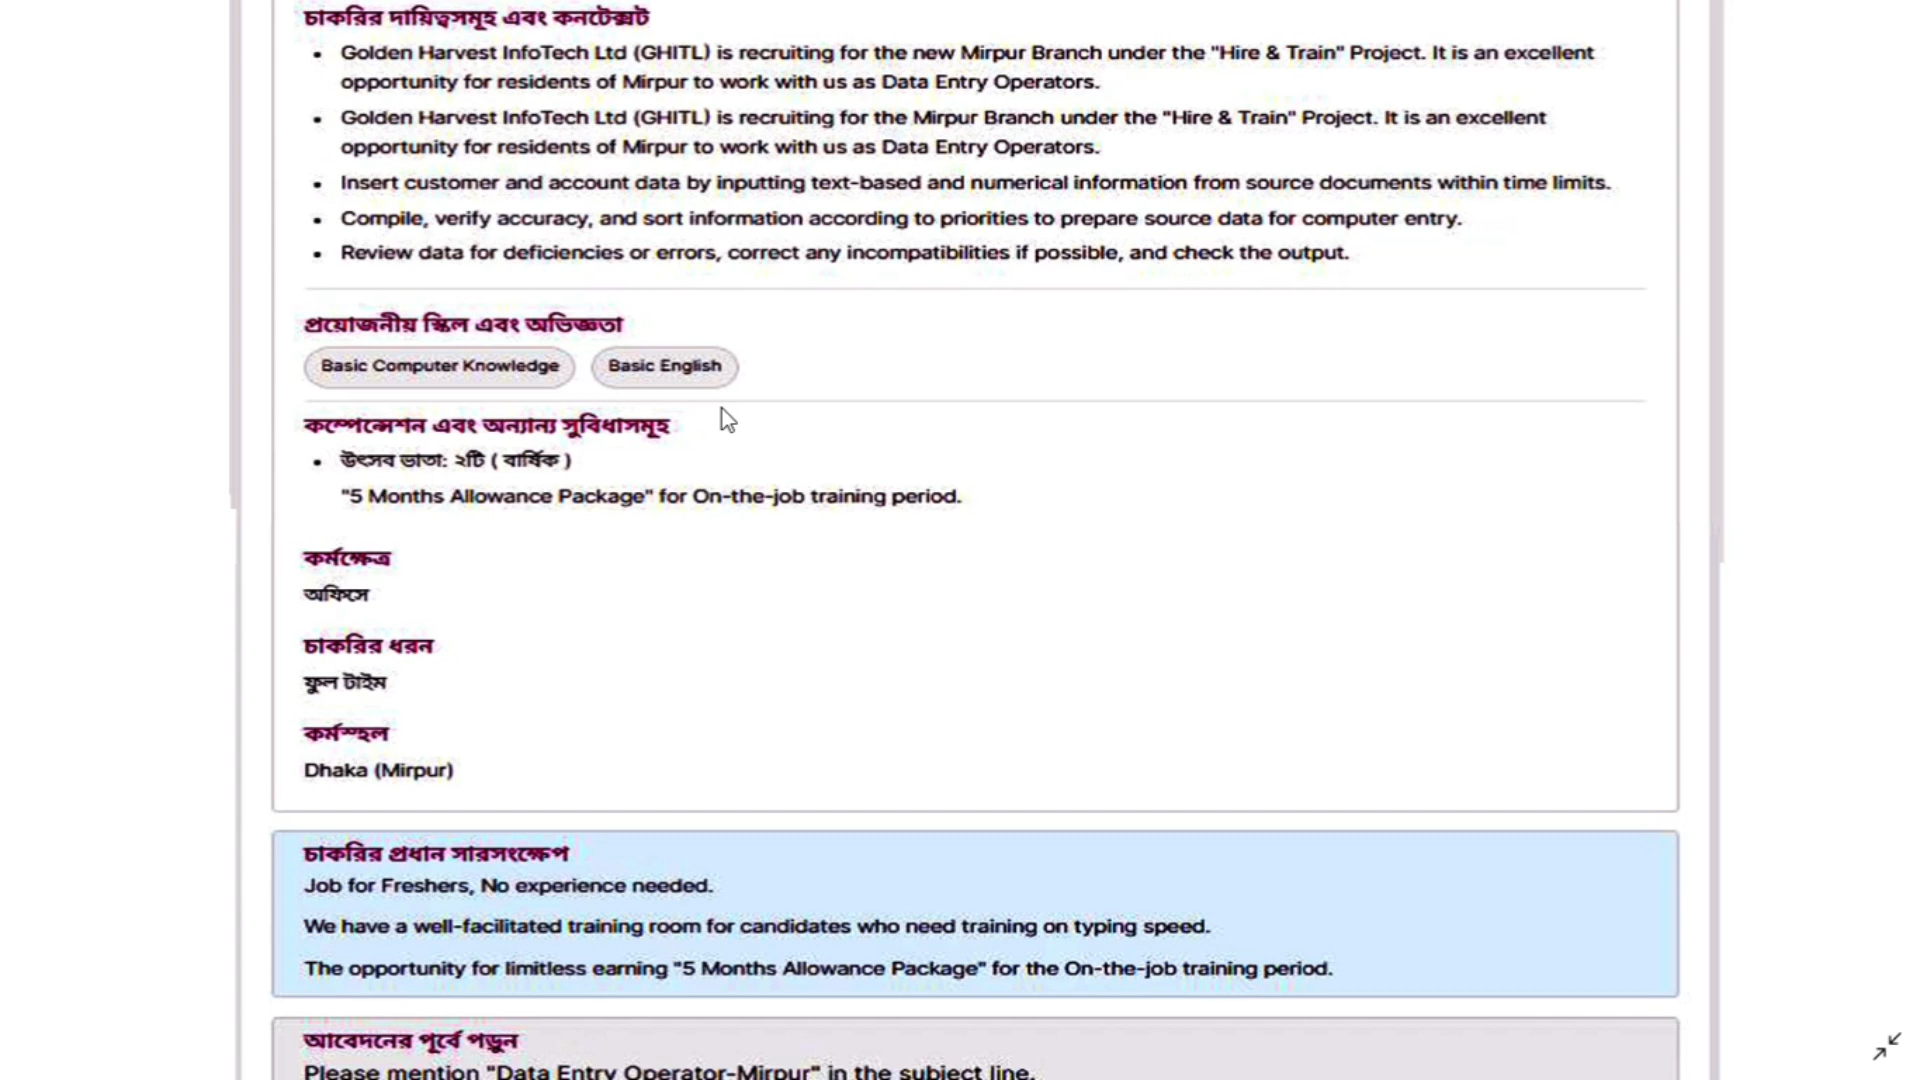 চাকরির দায়িত্বসমূহ এবং কনটেক্সট
• Golden Harvest InfoTech Ltd (GHITL) is recruiting for the new Mirpur Branch under the "Hire & Train" Project. It is an excellent
opportunity for residents of Mirpur to work with us as Data Entry Operators.
• Golden Harvest InfoTech Ltd (GHITL) is recruiting for the Mirpur Branch under the "Hire & Train" Project. It is an excellent
opportunity for residents of Mirpur to work with us as Data Entry Operators.
• Insert customer and account data by inputting text-based and numerical information from source documents within time limits.
• Compile, verify accuracy, and sort information according to priorities to prepare source data for computer entry.
• Review data for deficiencies or errors, correct any incompatibilities if possible, and check the output.
প্রয়োজনীয় স্কিল এবং অভিজ্ঞতা
Basic Computer Knowledge Basic English
কম্পেন্সেশন এবং অন্যান্য সুবিধাসমূহ
• উৎসব ভাতা: ২টি ( বার্ষিক )
"5 Months Allowance Package" for On-the-job training period.
কর্মক্ষেত্র
অফিসে
চাকরির ধরন
ফুল টাইম
কর্মস্হল
Dhaka (Mirpur)
চাকরির প্রধান সারসংক্ষেপ
Job for Freshers, No experience needed.
We have a well-facilitated training room for candidates who need training on typing speed.
The opportunity for limitless earning "5 Months Allowance Package" for the On-the-job training period.
আবেদনের পূর্বে পড়ুন
Please mention "Data Entry Operator-Mirpur" in the subject line.